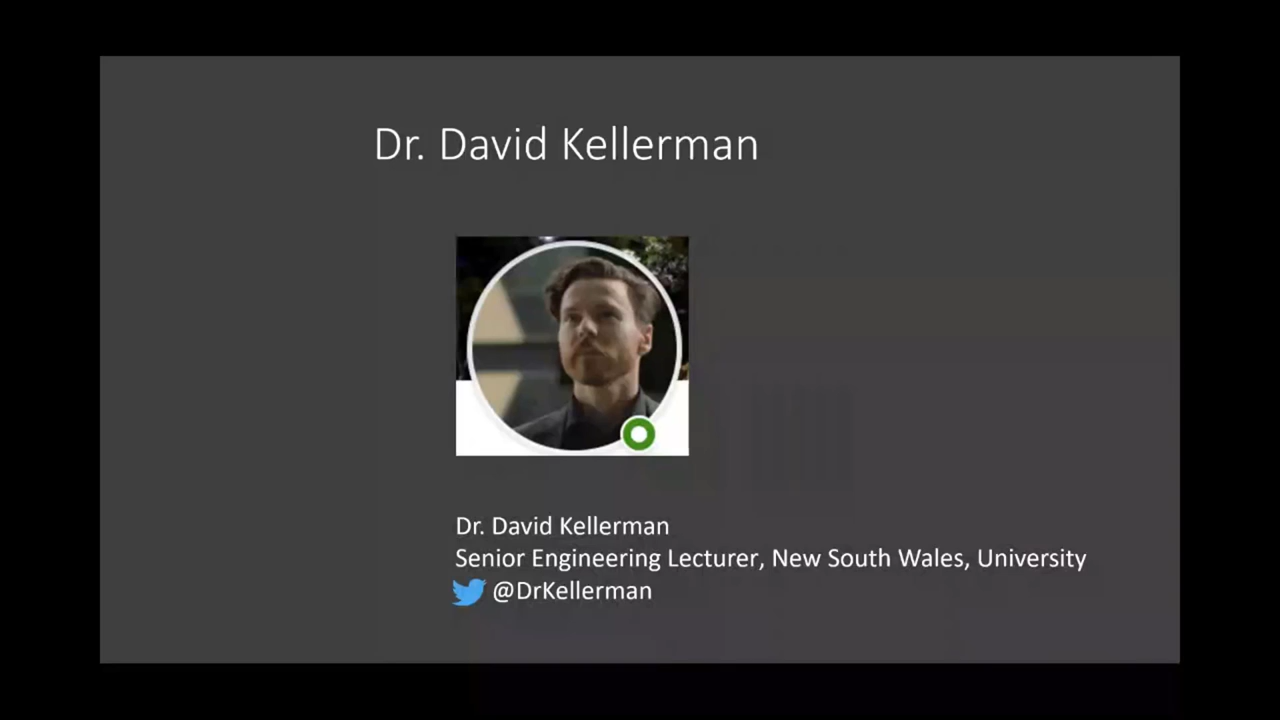 Dr. David Kellerman
Dr. David Kellerman
Senior Engineering Lecturer, New South Wales, University
@DrKellerman